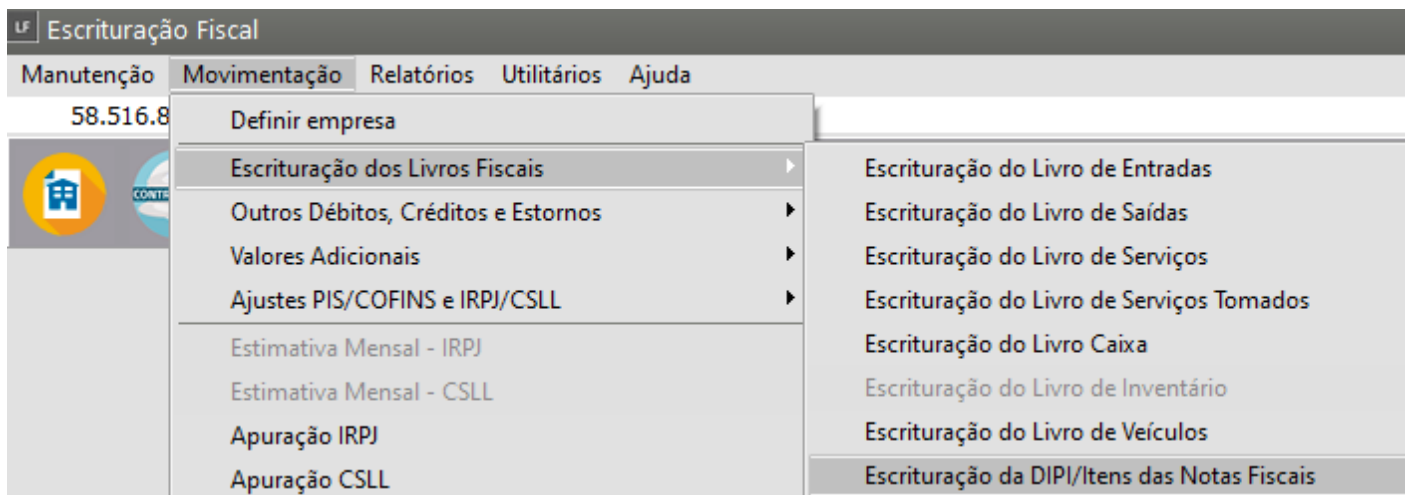 LF Escrituração Fiscal
Manutenção Movimentação Relatórios Utilitários Ajuda
58.516.8
Definir empresa
Escrituração dos Livros Fiscais
Outros Débitos, Créditos e Estornos
Valores Adicionais
Ajustes PIS/COFINS e IRPJ/CSLL
Estimativa Mensal - IRPJ
Estimativa Mensal - CSLL
Apuração IRPJ
Apuração CSLL
Escrituração do Livro de Entradas
Escrituração do Livro de Saídas
Escrituração do Livro de Serviços
Escrituração do Livro de Serviços Tomados
Escrituração do Livro Caixa
Escrituração do Livro de Inventário
Escrituração do Livro de Veículos
Escrituração da DIPI/Itens das Notas Fiscais